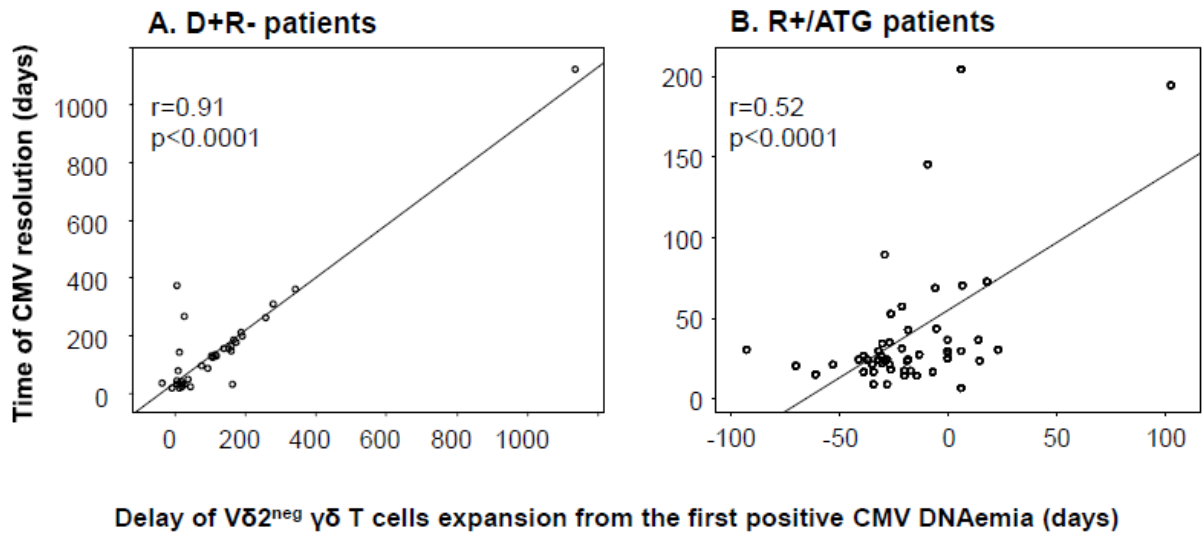 A. D+R- patients
B. R+/ATG patients
Time of CMV resolution (days)
r=0.91
p<0.0001
1000
800
600
400
200
0
0 200 400 600 800 1000
r=0.52
p<0.0001
200
150
100
50
0
-100 -50 0 50 100
Delay of Vδ2ⁿᵉᵍ γδ T cells expansion from the first positive CMV DNAemia (days)